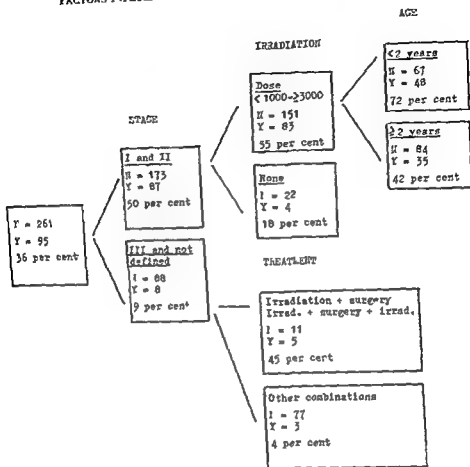 FACTORS
AGE
IRRADIATION
STAGE
< 2 years
N = 67
Y = 48
72 per cent
Dose
< 1000-≥3000
N = 151
Y = 83
55 per cent
≥2 years
N = 84
Y = 35
42 per cent
I and II
N = 173
Y = 87
50 per cent
None
I = 22
Y = 4
18 per cent
Y = 261
Y = 95
36 per cent
III and not
defined
I = 88
Y = 8
9 per cent
TREATMENT
Irradiation + surgery
Irrad. + surgery + irrad.
I = 11
Y = 5
45 per cent
Other combinations
I = 77
Y = 3
4 per cent